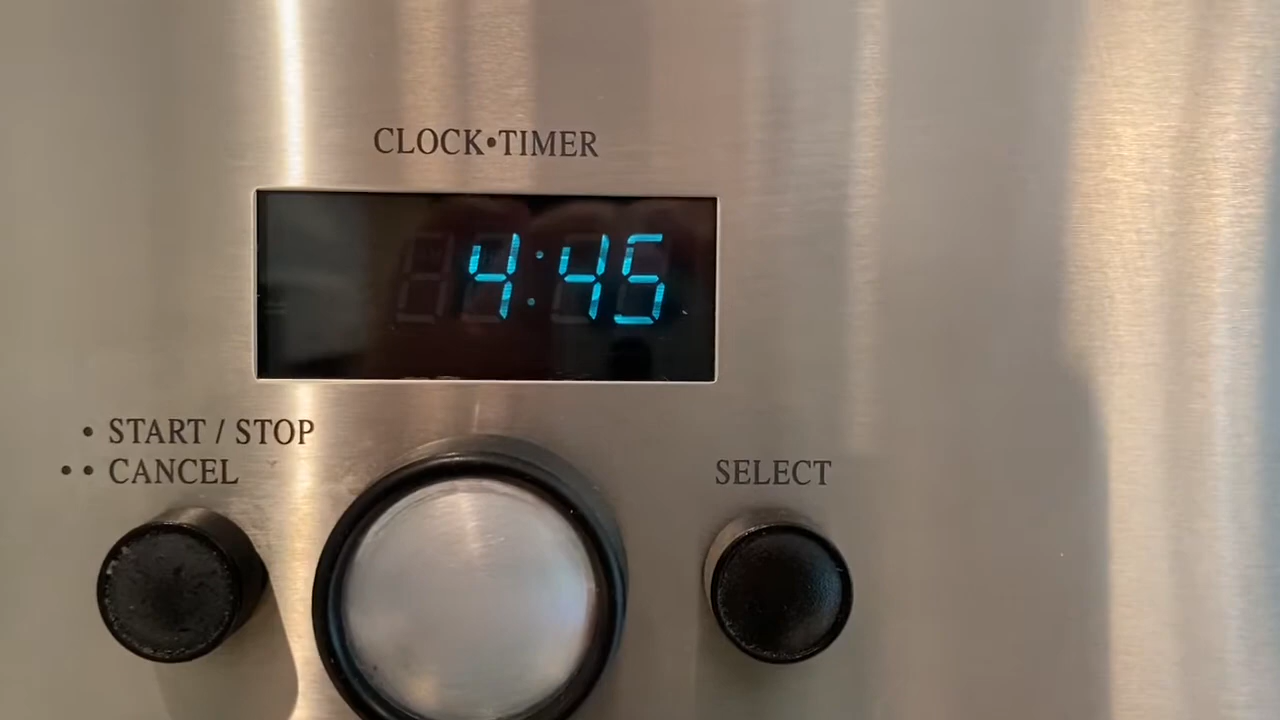 CLOCK•TIMER
4:45
• START / STOP
•• CANCEL
SELECT